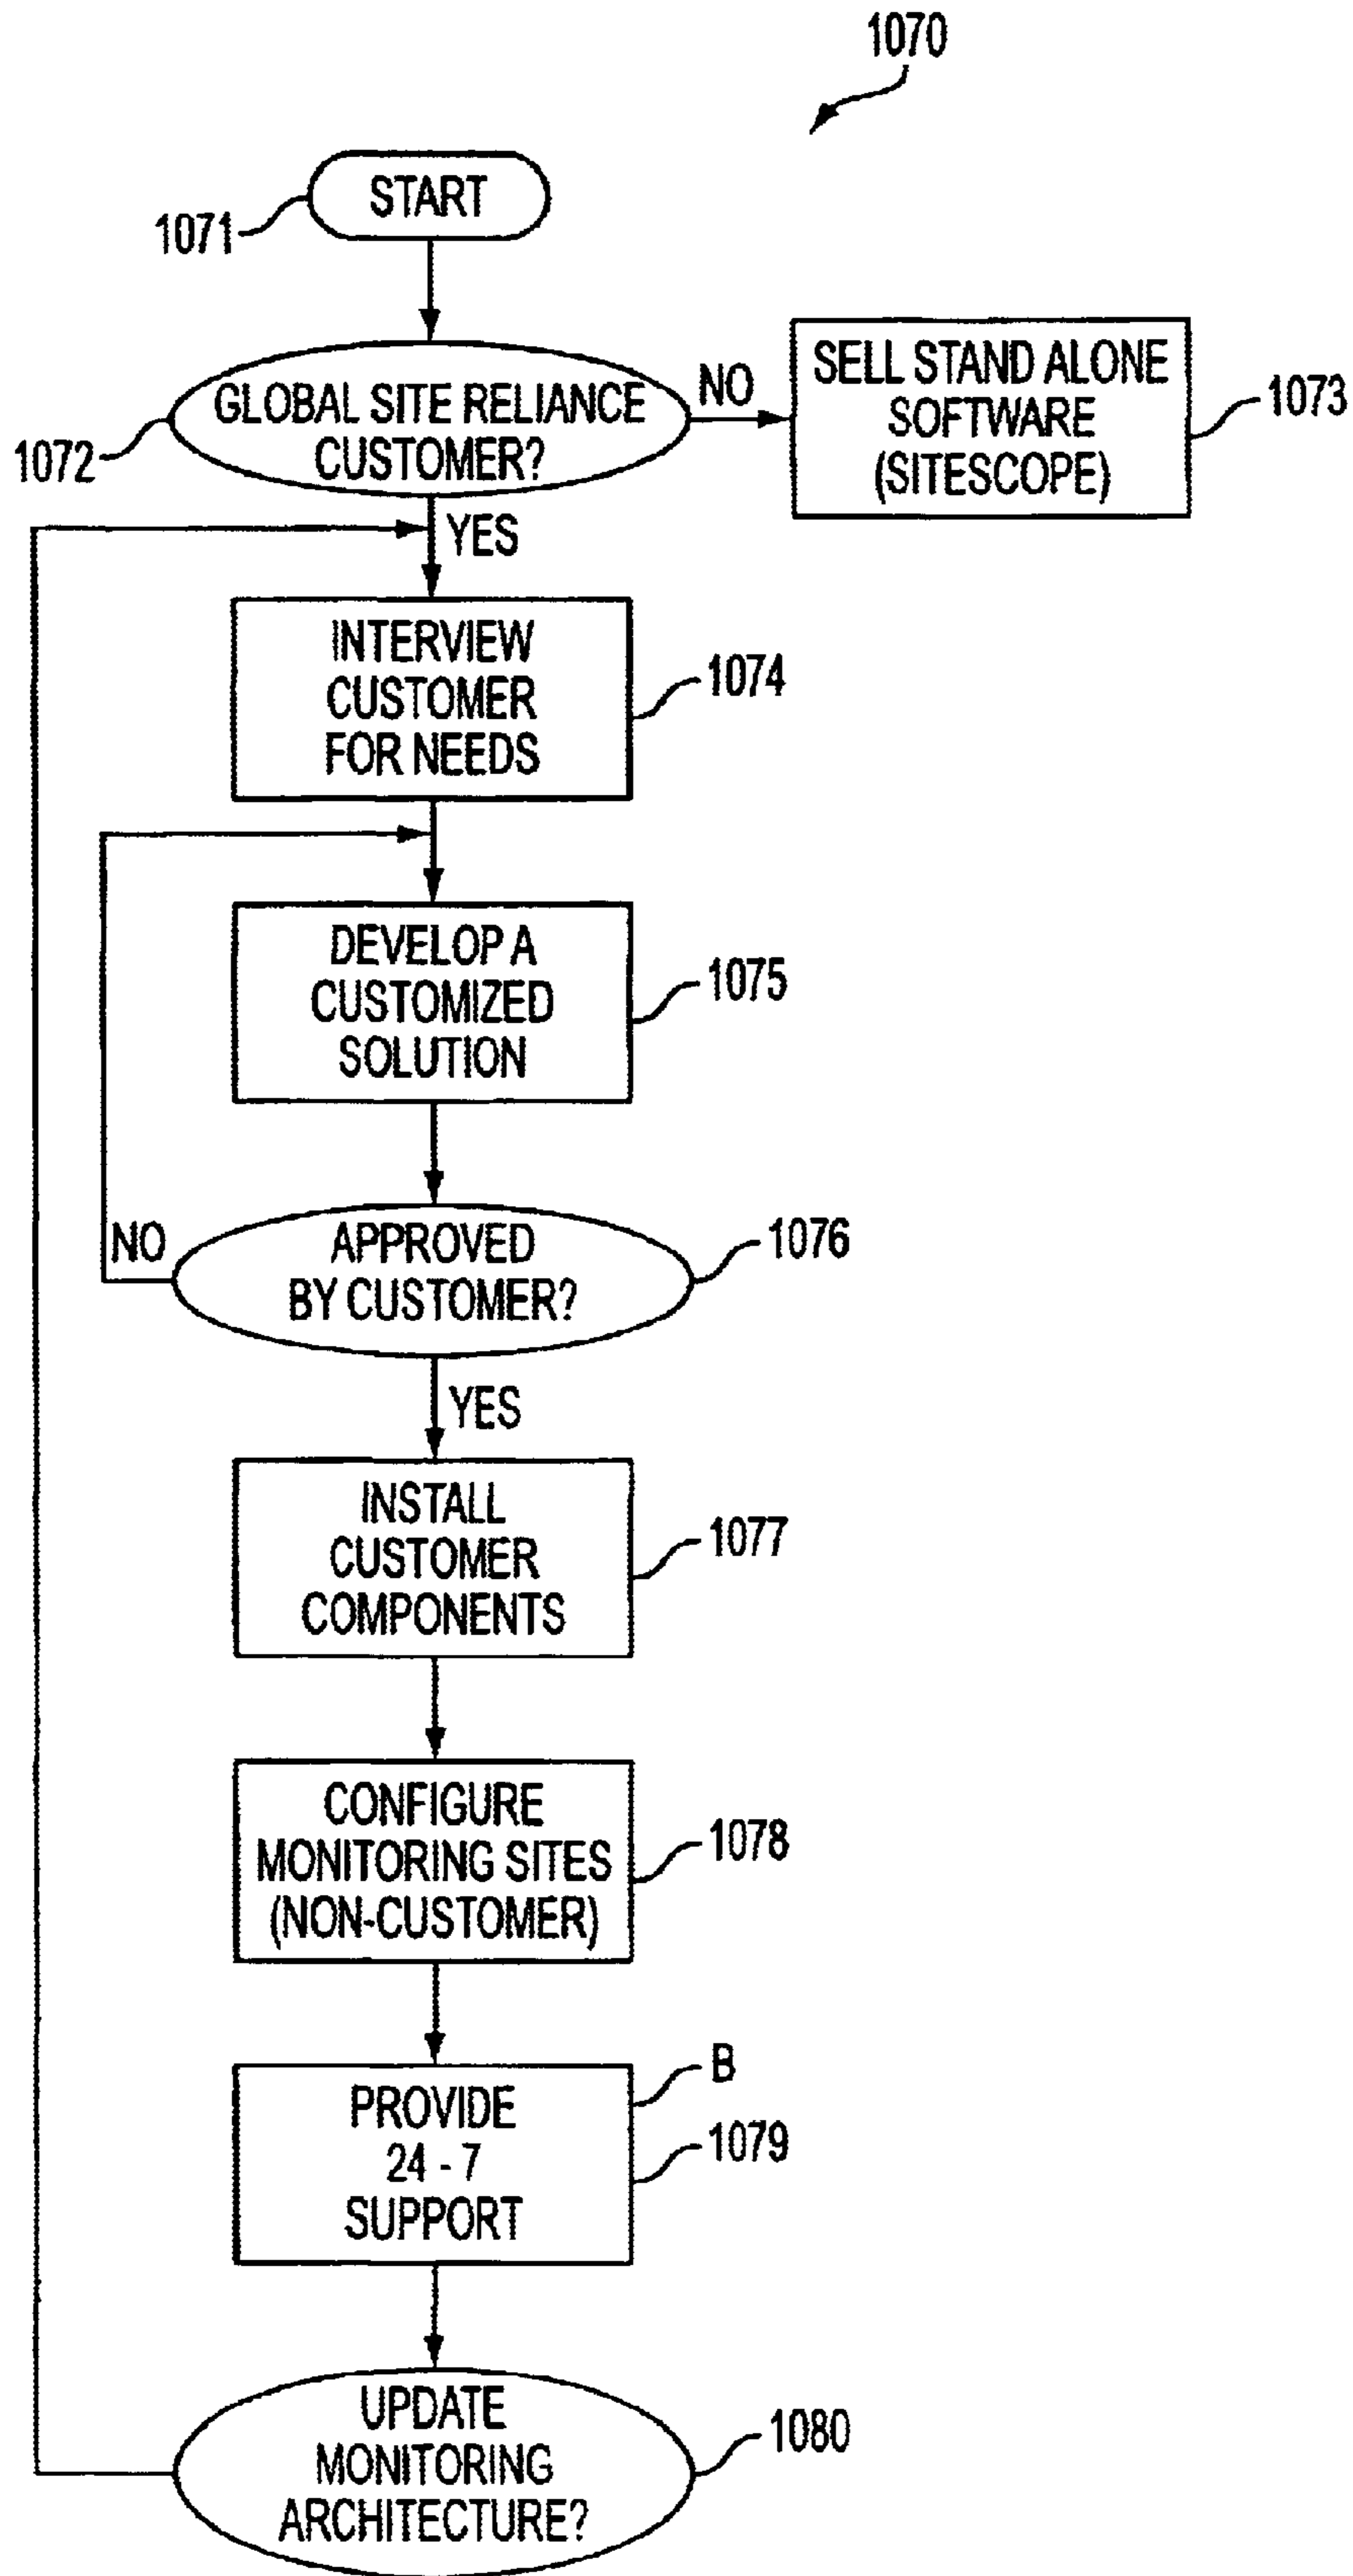 1070
START
1071
GLOBAL SITE RELIANCE
CUSTOMER?
1072
NO
SELL STAND ALONE
SOFTWARE
(SITESCOPE)
1073
YES
INTERVIEW
CUSTOMER
FOR NEEDS
1074
DEVELOP A
CUSTOMIZED
SOLUTION
1075
APPROVED
BY CUSTOMER?
1076
NO
YES
INSTALL
CUSTOMER
COMPONENTS
1077
CONFIGURE
MONITORING SITES
(NON-CUSTOMER)
1078
PROVIDE
24 - 7
SUPPORT
B
1079
UPDATE
MONITORING
ARCHITECTURE?
1080